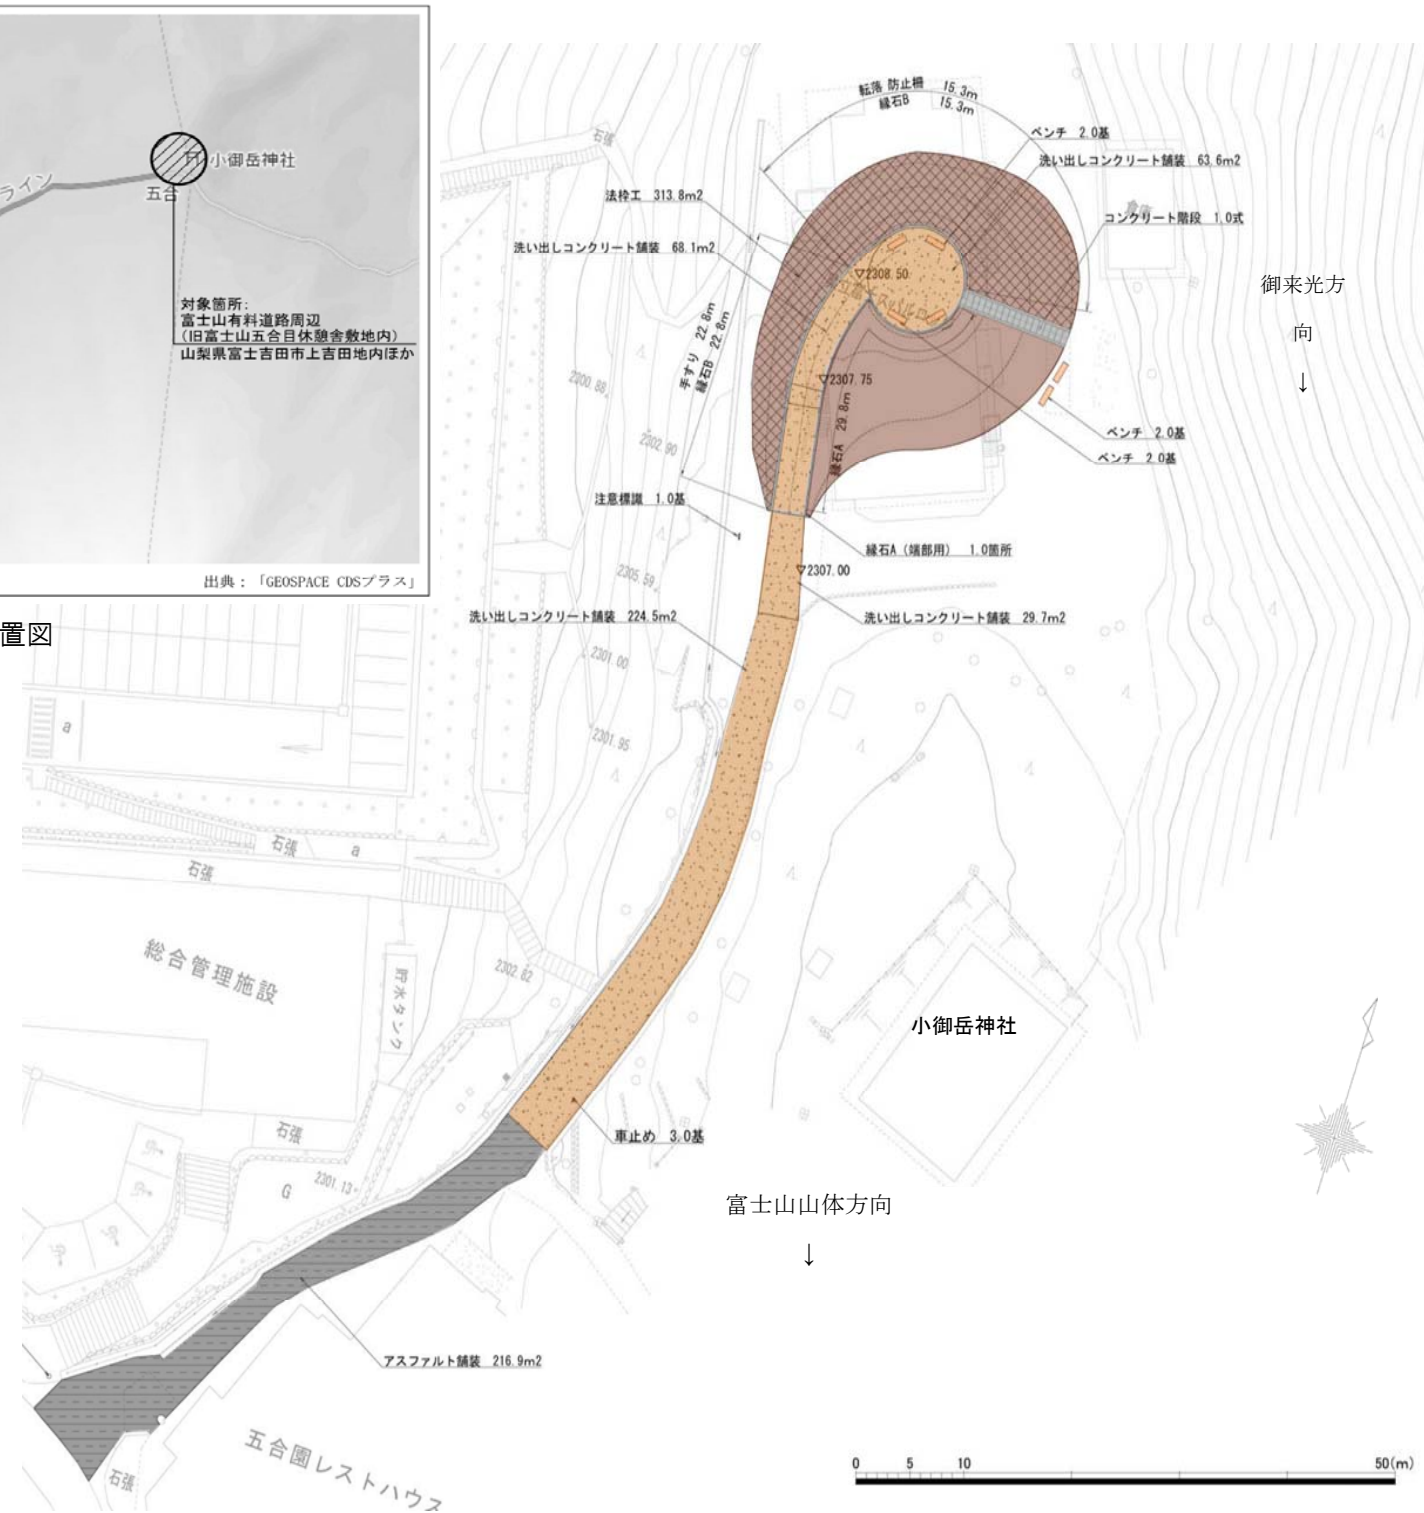 小御岳神社
ライン
五合
対象箇所:
富士山有料道路周辺
(旧富士山五合目休憩舎敷地内)
山梨県富士吉田市上吉田地内ほか
出典：「GEOSPACE CDSプラス」
置図
転落 防止柵 15.3m
縁石B 15.3m
ベンチ 2.0基
洗い出しコンクリート舗装 63.6m2
石張
法枠工 313.8m2
コンクリート階段 1.0式
洗い出しコンクリート舗装 68.1m2
▽2308.50
御来光方
向
↓
手すり 22.8m
縁石B 22.8m
2300.88
▽2307.75
縁石A 29.8m
2302.90
ベンチ 2.0基
ベンチ 2.0基
注意標識 1.0基
縁石A（端部用） 1.0箇所
▽2307.00
2305.59
洗い出しコンクリート舗装 224.5m2
洗い出しコンクリート舗装 29.7m2
2301.00
a
2301.95
石張
a
石張
総合管理施設
2302.62
貯水タンク
小御岳神社
石張
車止め 3.0基
2301.13
G
富士山山体方向
↓
アスファルト舗装 216.9m2
五合園レストハウス
石張
0 5 10 50(m)